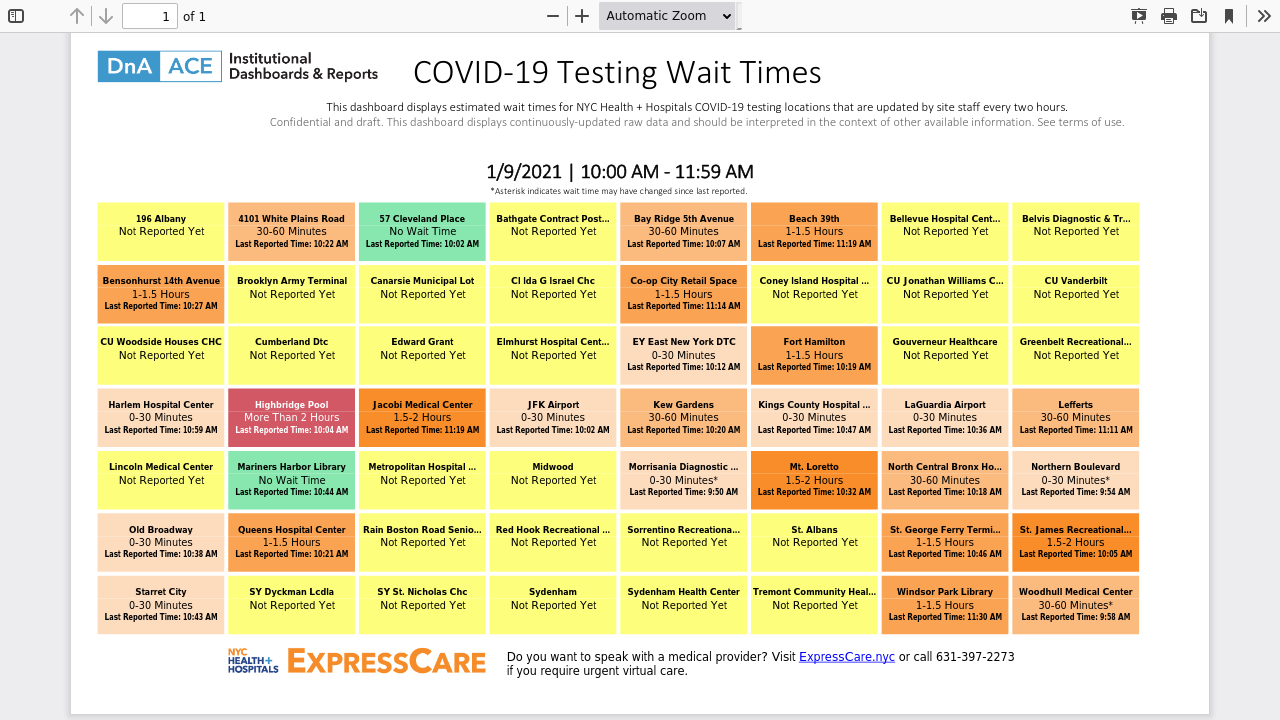 1 of 1
Automatic Zoom
DnA ACE Institutional Dashboards & Reports
COVID-19 Testing Wait Times
This dashboard displays estimated wait times for NYC Health + Hospitals COVID-19 testing locations that are updated by site staff every two hours.
Confidential and draft. This dashboard displays continuously-updated raw data and should be interpreted in the context of other available information. See terms of use.
1/9/2021 | 10:00 AM - 11:59 AM
*Asterisk indicates wait time may have changed since last reported.
196 Albany
Not Reported Yet
4101 White Plains Road
30-60 Minutes
Last Reported Time: 10:22 AM
57 Cleveland Place
No Wait Time
Last Reported Time: 10:02 AM
Bathgate Contract Post...
Not Reported Yet
Bay Ridge 5th Avenue
30-60 Minutes
Last Reported Time: 10:07 AM
Beach 39th
1-1.5 Hours
Last Reported Time: 11:19 AM
Bellevue Hospital Cent...
Not Reported Yet
Belvis Diagnostic & Tr...
Not Reported Yet
Bensonhurst 14th Avenue
1-1.5 Hours
Last Reported Time: 10:27 AM
Brooklyn Army Terminal
Not Reported Yet
Canarsie Municipal Lot
Not Reported Yet
Cl Ida G Israel Chc
Not Reported Yet
Co-op City Retail Space
1-1.5 Hours
Last Reported Time: 11:14 AM
Coney Island Hospital ...
Not Reported Yet
CU Jonathan Williams C...
Not Reported Yet
CU Vanderbilt
Not Reported Yet
CU Woodside Houses CHC
Not Reported Yet
Cumberland Dtc
Not Reported Yet
Edward Grant
Not Reported Yet
Elmhurst Hospital Cent...
Not Reported Yet
EY East New York DTC
0-30 Minutes
Last Reported Time: 10:12 AM
Fort Hamilton
1-1.5 Hours
Last Reported Time: 10:19 AM
Gouverneur Healthcare
Not Reported Yet
Greenbelt Recreational...
Not Reported Yet
Harlem Hospital Center
0-30 Minutes
Last Reported Time: 10:59 AM
Highbridge Pool
More Than 2 Hours
Last Reported Time: 10:04 AM
Jacobi Medical Center
1.5-2 Hours
Last Reported Time: 11:19 AM
JFK Airport
0-30 Minutes
Last Reported Time: 10:02 AM
Kew Gardens
30-60 Minutes
Last Reported Time: 10:20 AM
Kings County Hospital ...
0-30 Minutes
Last Reported Time: 10:47 AM
LaGuardia Airport
0-30 Minutes
Last Reported Time: 10:36 AM
Lefferts
30-60 Minutes
Last Reported Time: 11:11 AM
Lincoln Medical Center
Not Reported Yet
Mariners Harbor Library
No Wait Time
Last Reported Time: 10:44 AM
Metropolitan Hospital ...
Not Reported Yet
Midwood
Not Reported Yet
Morrisania Diagnostic ...
0-30 Minutes*
Last Reported Time: 9:50 AM
Mt. Loretto
1.5-2 Hours
Last Reported Time: 10:32 AM
North Central Bronx Ho...
30-60 Minutes
Last Reported Time: 10:18 AM
Northern Boulevard
0-30 Minutes*
Last Reported Time: 9:54 AM
Old Broadway
0-30 Minutes
Last Reported Time: 10:38 AM
Queens Hospital Center
1-1.5 Hours
Last Reported Time: 10:21 AM
Rain Boston Road Senio...
Not Reported Yet
Red Hook Recreational ...
Not Reported Yet
Sorrentino Recreationa...
Not Reported Yet
St. Albans
Not Reported Yet
St. George Ferry Termi...
1-1.5 Hours
Last Reported Time: 10:46 AM
St. James Recreational...
1.5-2 Hours
Last Reported Time: 10:05 AM
Starret City
0-30 Minutes
Last Reported Time: 10:43 AM
SY Dyckman Lcdla
Not Reported Yet
SY St. Nicholas Chc
Not Reported Yet
Sydenham
Not Reported Yet
Sydenham Health Center
Not Reported Yet
Tremont Community Heal...
Not Reported Yet
Windsor Park Library
1-1.5 Hours
Last Reported Time: 11:30 AM
Woodhull Medical Center
30-60 Minutes*
Last Reported Time: 9:58 AM
NYC
HEALTH+
HOSPITALS
EXPRESSCARE
Do you want to speak with a medical provider? Visit ExpressCare.nyc or call 631-397-2273
if you require urgent virtual care.